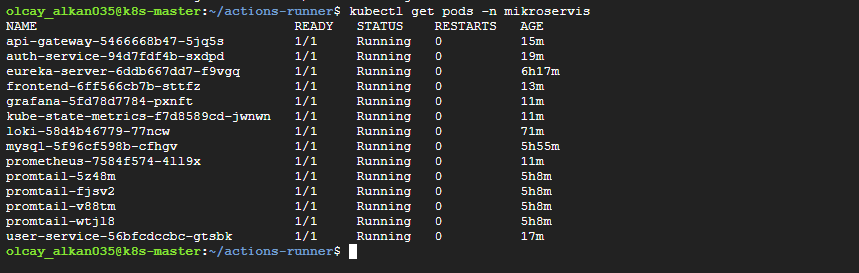 olcay_alkan035@k8s-master:~/actions-runner$ kubectl get pods -n mikroservis
NAME READY STATUS RESTARTS AGE
api-gateway-5466668b47-5jq5s 1/1 Running 0 15m
auth-service-94d7fdf4b-sxdpd 1/1 Running 0 19m
eureka-server-6ddb667dd7-f9vgq 1/1 Running 0 6h17m
frontend-6ff566cb7b-sttfz 1/1 Running 0 13m
grafana-5fd78d7784-pxnft 1/1 Running 0 11m
kube-state-metrics-f7d8589cd-jwnwn 1/1 Running 0 11m
loki-58d4b46779-77ncw 1/1 Running 0 71m
mysql-5f96cf598b-cfhgv 1/1 Running 0 5h55m
prometheus-7584f574-4ll9x 1/1 Running 0 11m
promtail-5z48m 1/1 Running 0 5h8m
promtail-fjsv2 1/1 Running 0 5h8m
promtail-v88tm 1/1 Running 0 5h8m
promtail-wtjl8 1/1 Running 0 5h8m
user-service-56bfcdccbc-gtsbk 1/1 Running 0 17m
olcay_alkan035@k8s-master:~/actions-runner$